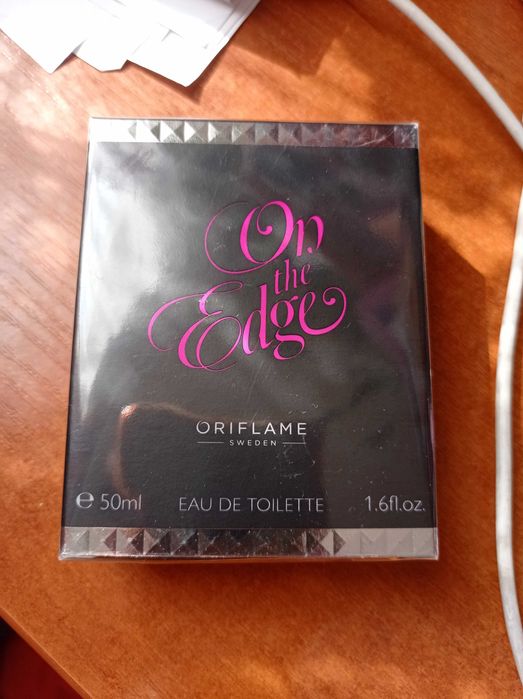 On
the
Edge
ORIFLAME
SWEDEN
e 50ml EAU DE TOILETTE 1.6fl.oz.